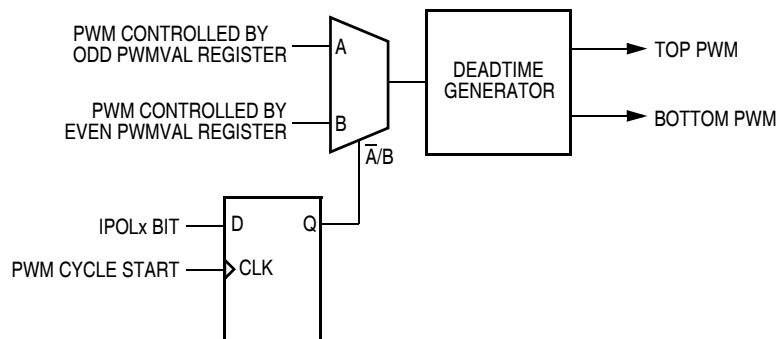 PWM CONTROLLED BY
ODD PWMVAL REGISTER
A
DEADTIME
GENERATOR
TOP PWM
PWM CONTROLLED BY
EVEN PWMVAL REGISTER
B
BOTTOM PWM
A̅/B
IPOLx BIT
D
Q
PWM CYCLE START
CLK